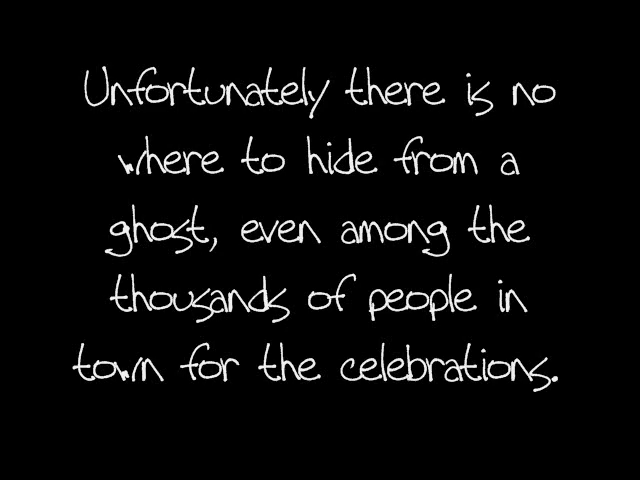 Unfortunately there is no
where to hide from a
ghost, even among the
thousands of people in
town for the celebrations.